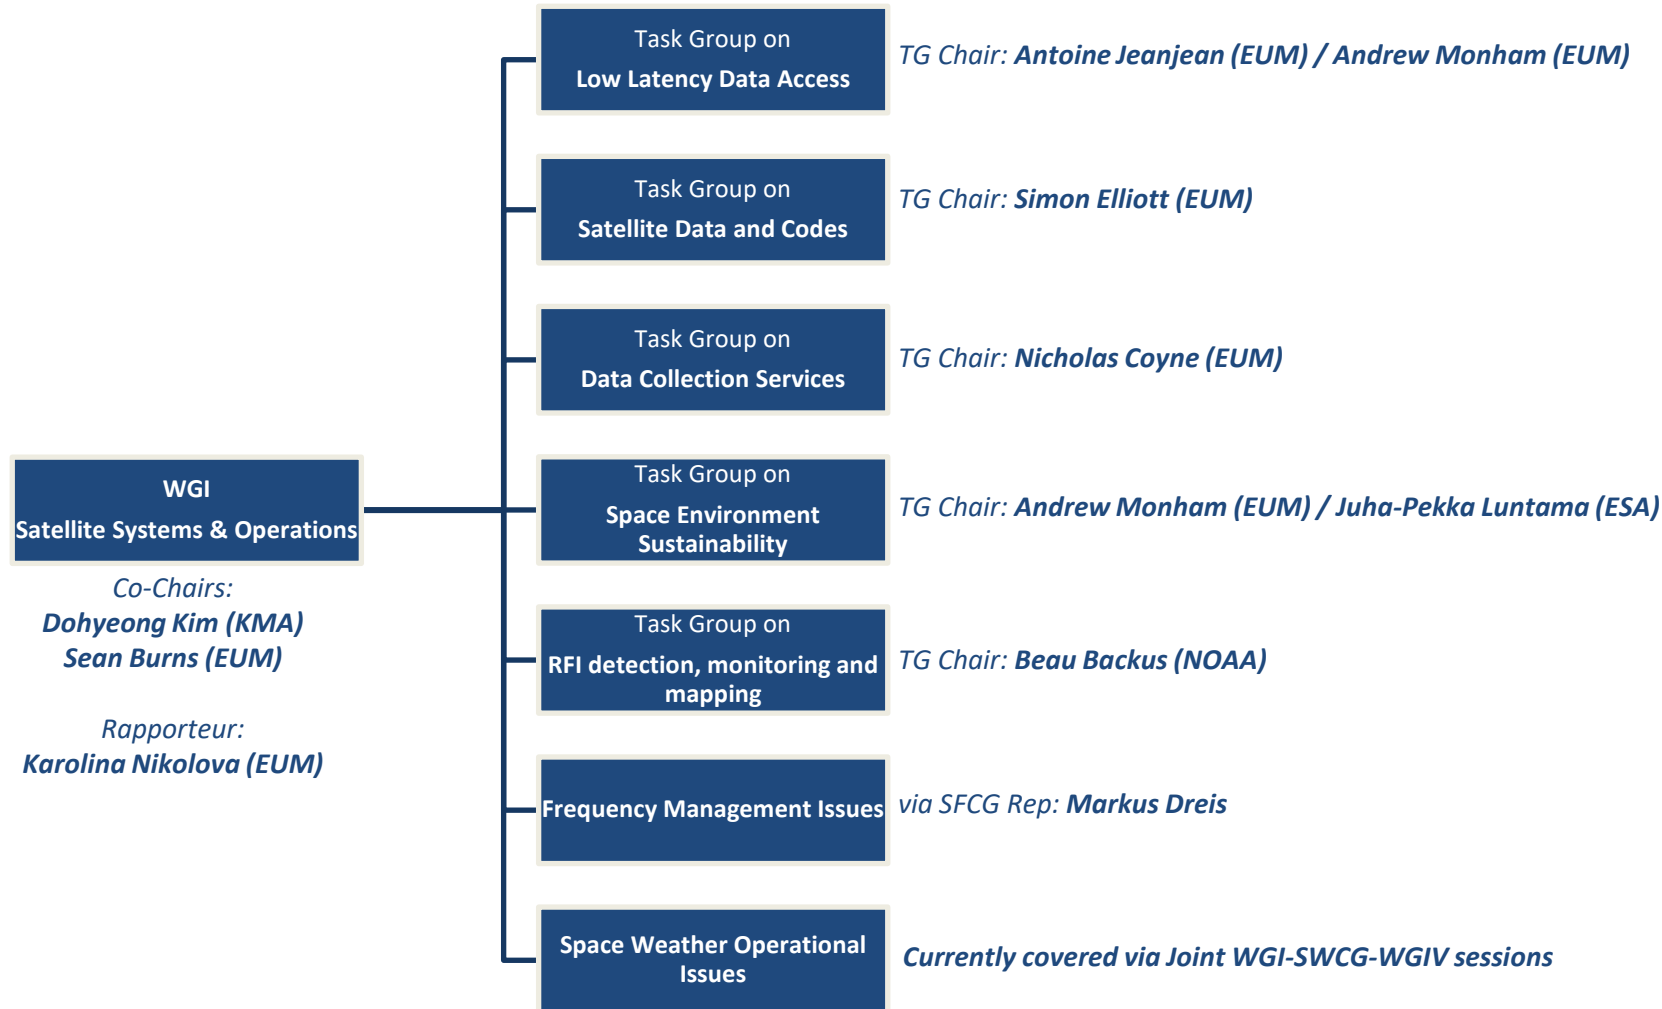 Task Group on
Low Latency Data Access
TG Chair: Antoine Jeanjean (EUM) / Andrew Monham (EUM)
Task Group on
Satellite Data and Codes
TG Chair: Simon Elliott (EUM)
Task Group on
Data Collection Services
TG Chair: Nicholas Coyne (EUM)
WGI
Satellite Systems & Operations
Co-Chairs:
Dohyeong Kim (KMA)
Sean Burns (EUM)
Rapporteur:
Karolina Nikolova (EUM)
Task Group on
Space Environment
Sustainability
TG Chair: Andrew Monham (EUM) / Juha-Pekka Luntama (ESA)
Task Group on
RFI detection, monitoring and
mapping
TG Chair: Beau Backus (NOAA)
Frequency Management Issues
via SFCG Rep: Markus Dreis
Space Weather Operational
Issues
Currently covered via Joint WGI-SWCG-WGIV sessions